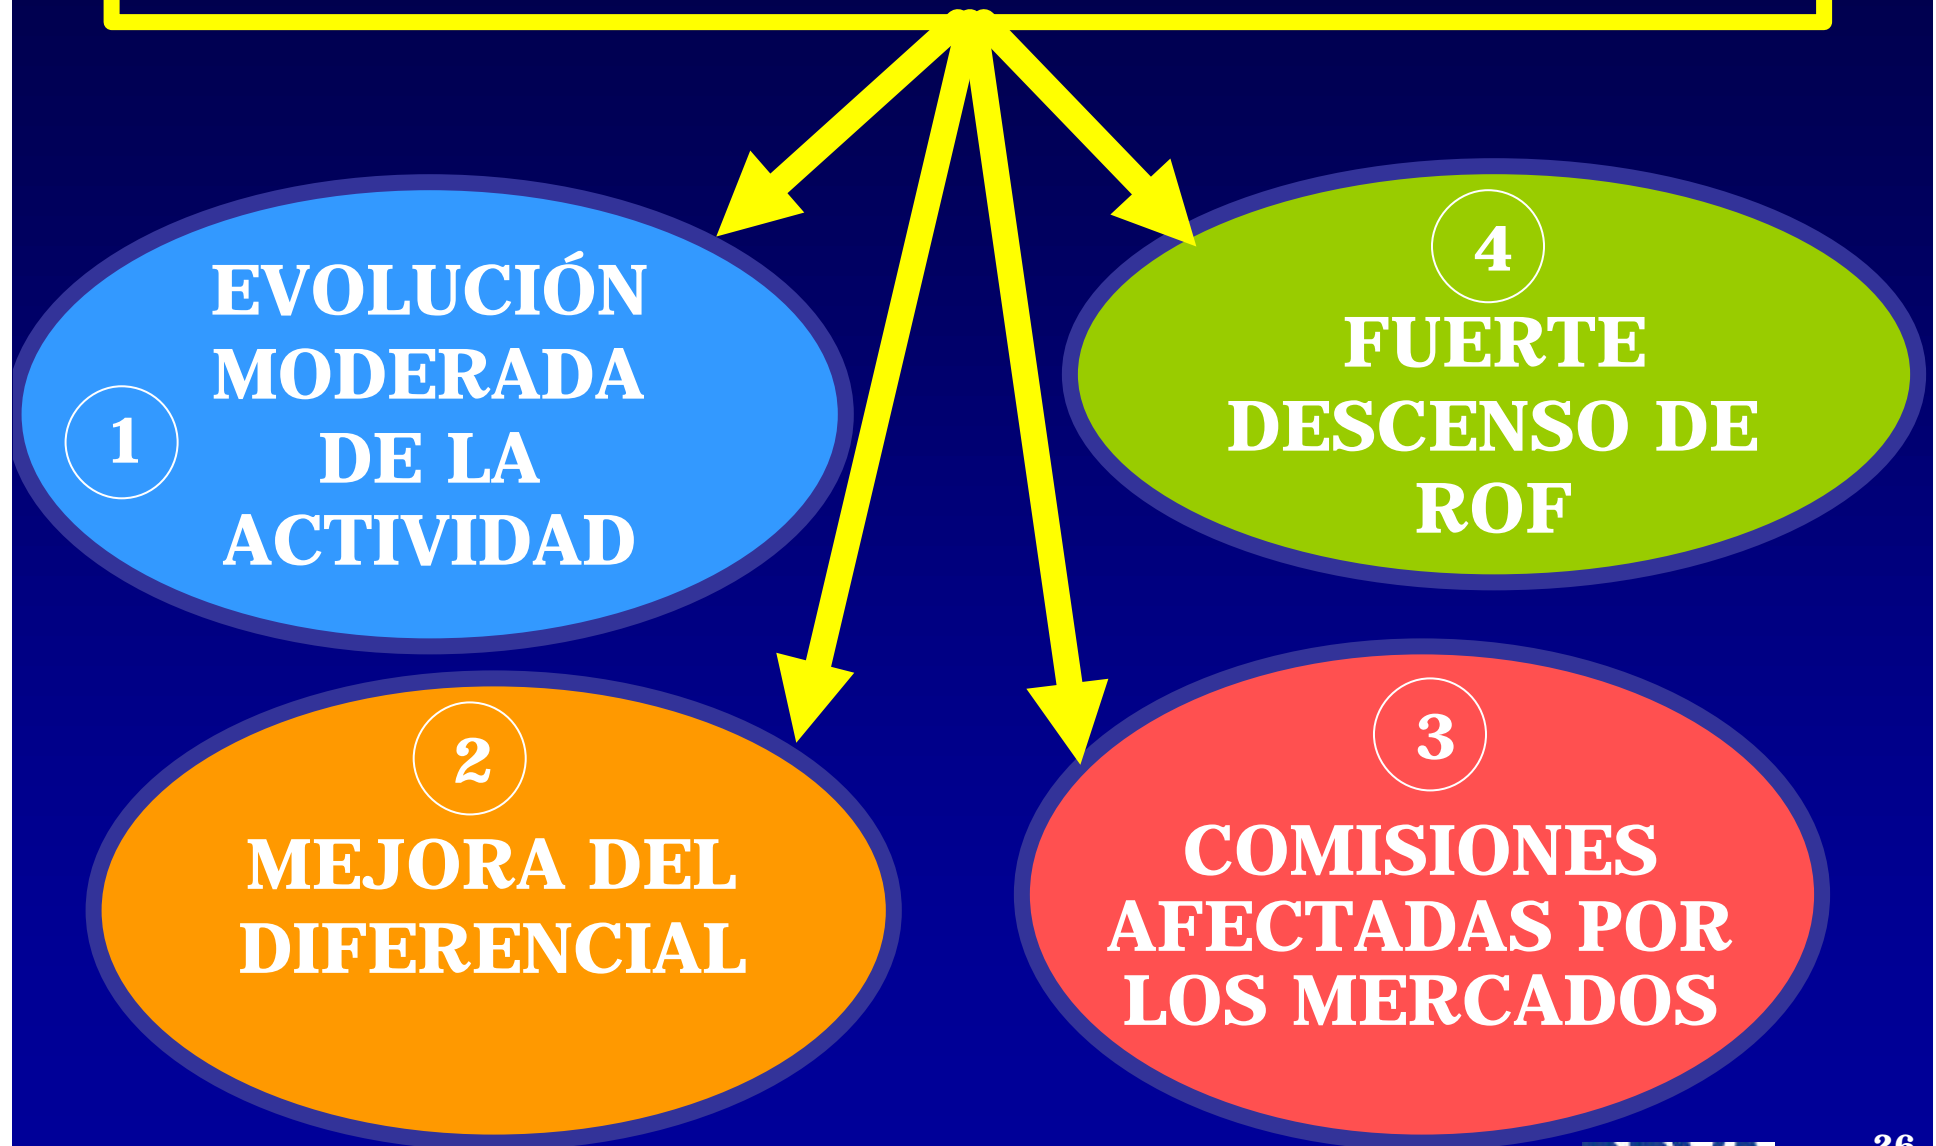 1
EVOLUCIÓN
MODERADA
DE LA
ACTIVIDAD
2
MEJORA DEL
DIFERENCIAL
3
COMISIONES
AFECTADAS POR
LOS MERCADOS
4
FUERTE
DESCENSO DE
ROF